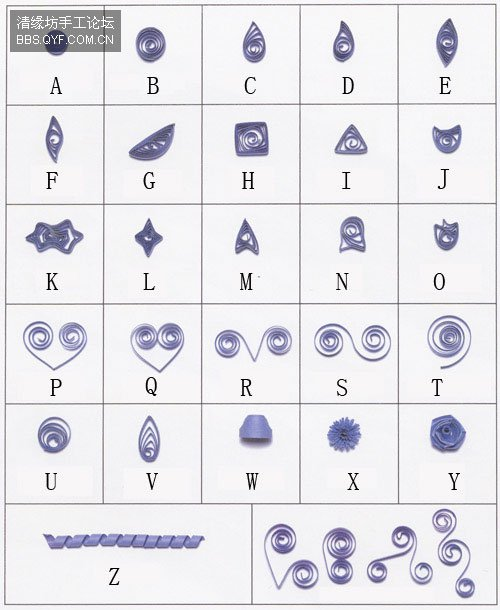 清缘坊手工论坛
BBS.QYF.COM.CN
A B C D E
F G H I J
K L M N O
P Q R S T
U V W X Y
Z